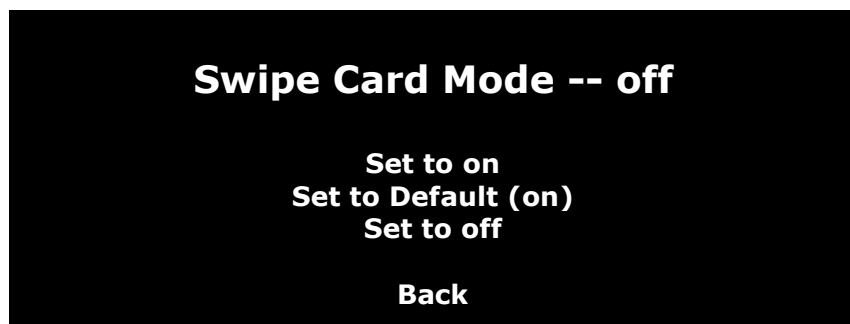 Swipe Card Mode -- off
Set to on
Set to Default (on)
Set to off
Back